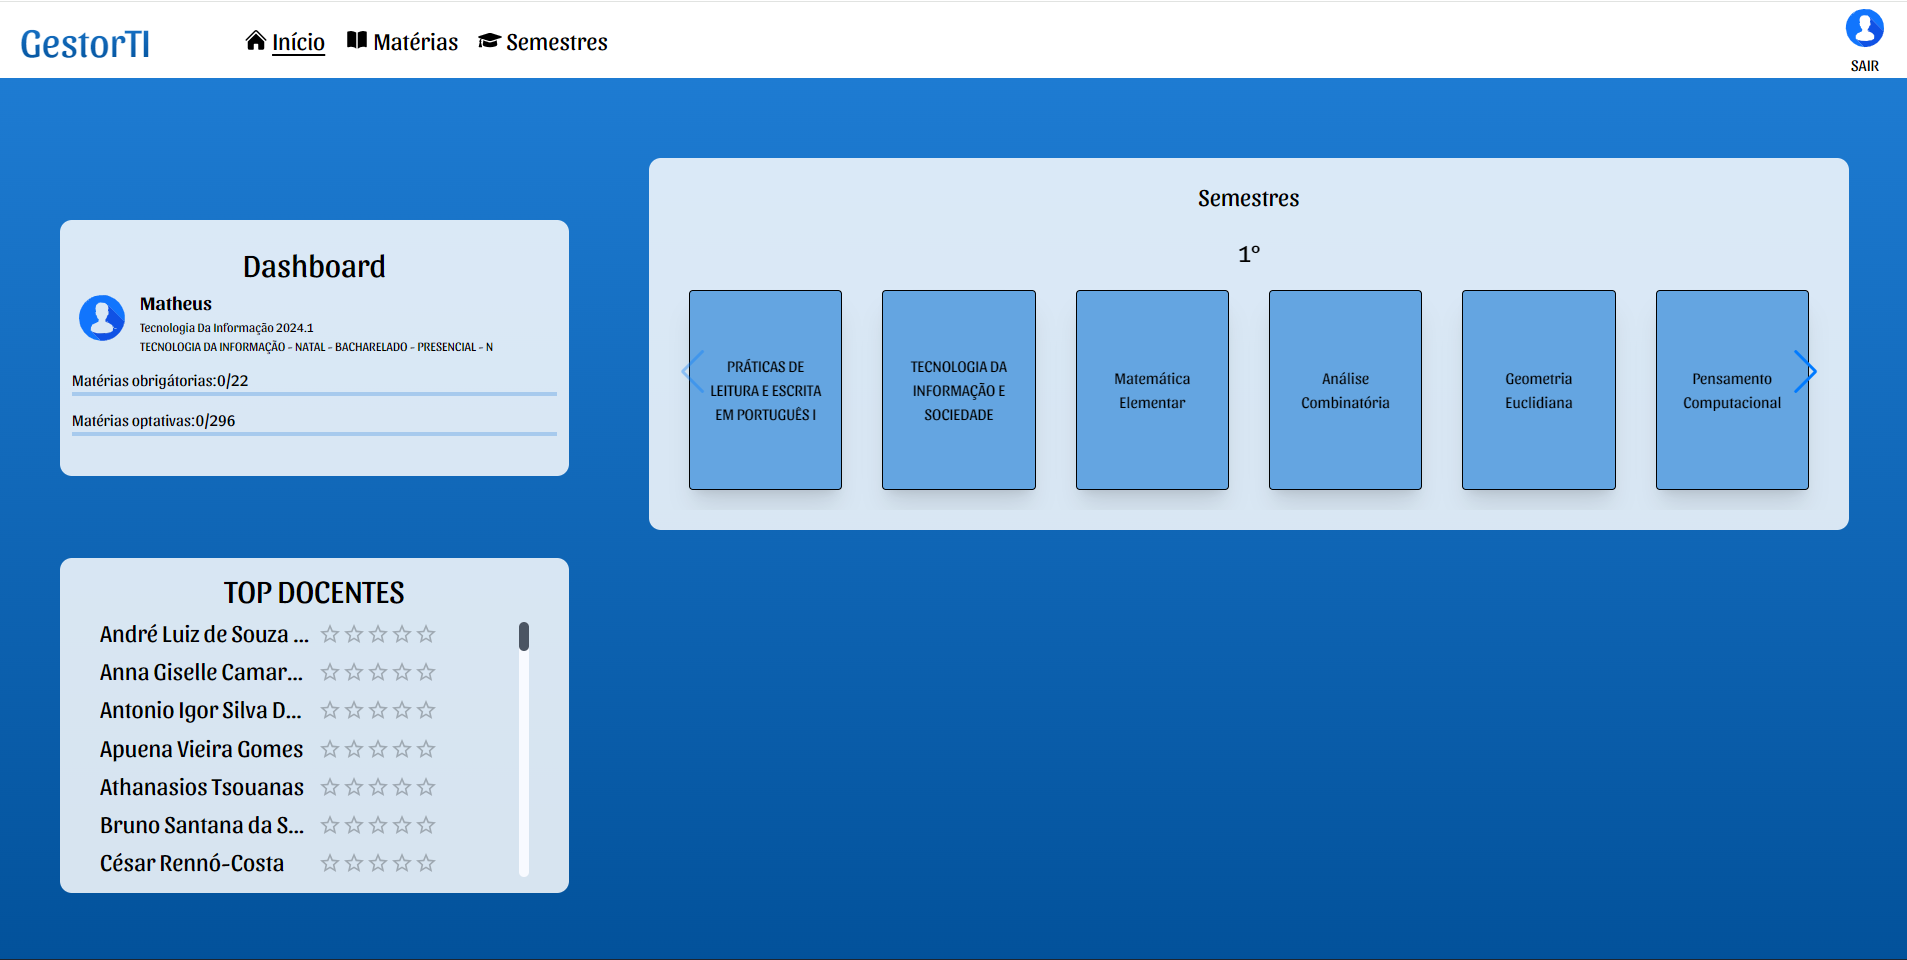 GestorTI
Início
Matérias
Semestres
SAIR
Dashboard
Matheus
Tecnologia Da Informação 2024.1
TECNOLOGIA DA INFORMAÇÃO - NATAL - BACHARELADO - PRESENCIAL - N
Matérias obrigátorias:0/22
Matérias optativas:0/296
TOP DOCENTES
André Luiz de Souza ...
Anna Giselle Camar...
Antonio Igor Silva D...
Apuena Vieira Gomes
Athanasios Tsouanas
Bruno Santana da S...
César Rennó-Costa
Semestres
1º
PRÁTICAS DE
LEITURA E ESCRITA
EM PORTUGUÊS I
TECNOLOGIA DA
INFORMAÇÃO E
SOCIEDADE
Matemática
Elementar
Análise
Combinatória
Geometria
Euclidiana
Pensamento
Computacional